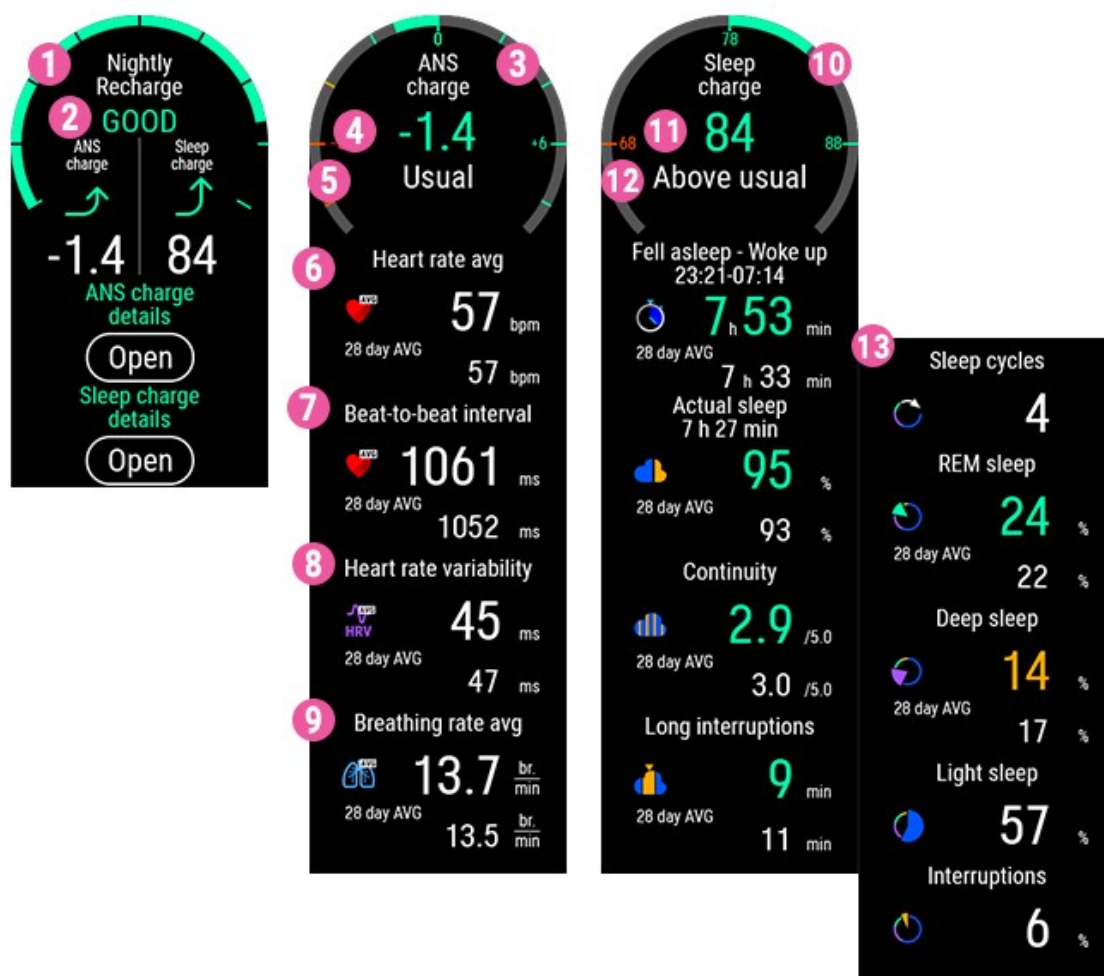 1
Nightly
Recharge
2
GOOD
ANS
charge
Sleep
charge
-1.4
84
ANS charge
details
Open
Sleep charge
details
Open
0
3
ANS
charge
4
-1.4
+6
5
Usual
6
Heart rate avg
AVG
57 bpm
28 day AVG
57 bpm
7
Beat-to-beat interval
AVG
1061 ms
28 day AVG
1052 ms
8
Heart rate variability
AVG
HRV
45 ms
28 day AVG
47 ms
9
Breathing rate avg
AVG
13.7 br. min
28 day AVG
13.5 br. min
78
10
Sleep
charge
11
68
84
88
12
Above usual
Fell asleep - Woke up
23:21-07:14
7 h 53 min
28 day AVG
7 h 33 min
Actual sleep
7 h 27 min
95 %
28 day AVG
93 %
Continuity
2.9 /5.0
28 day AVG
3.0 /5.0
Long interruptions
9 min
28 day AVG
11 min
13
Sleep cycles
4
REM sleep
24 %
28 day AVG
22 %
Deep sleep
14 %
28 day AVG
17 %
Light sleep
57 %
Interruptions
6 %